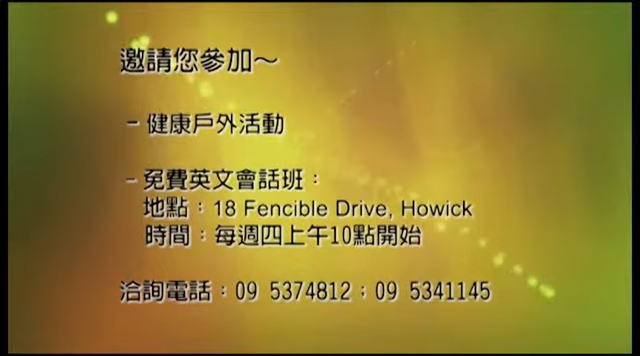 邀請您參加～
- 健康戶外活動
- 免費英文會話班：
地點：18 Fencible Drive, Howick
時間：每週四上午10點開始
洽詢電話：09 5374812；09 5341145